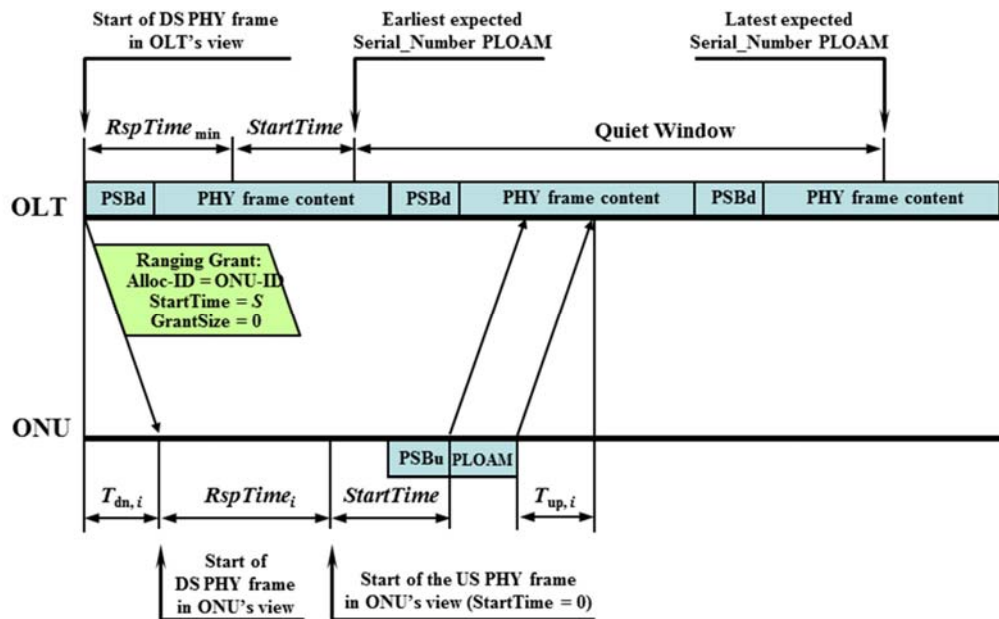 Start of DS PHY frame
in OLT's view
Earliest expected
Serial_Number PLOAM
Latest expected
Serial_Number PLOAM
RspTime min
StartTime
Quiet Window
OLT
PSBd
PHY frame content
PSBd
PHY frame content
PSBd
PHY frame content
Ranging Grant:
Alloc-ID = ONU-ID
StartTime = S
GrantSize = 0
ONU
PSBu
PLOAM
T dn, i
RspTime i
StartTime
T up, i
Start of
DS PHY frame
in ONU's view
Start of the US PHY frame
in ONU's view (StartTime = 0)